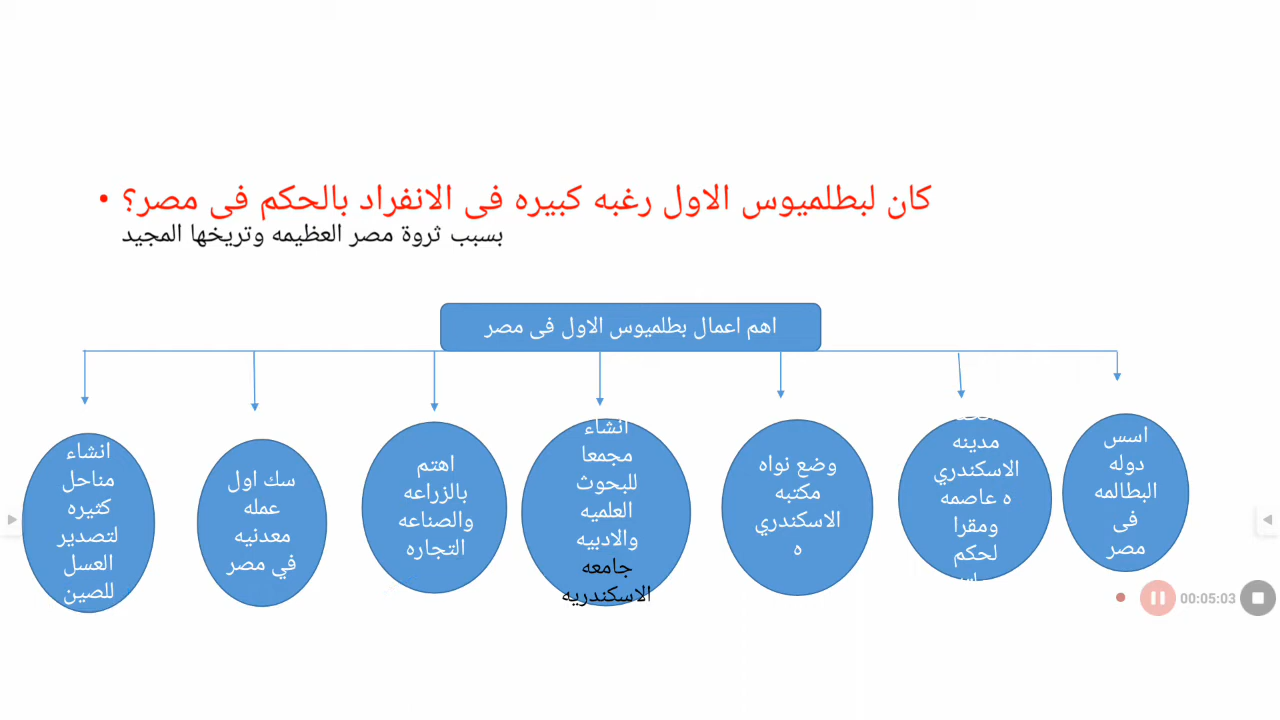 كان لبطلميوس الاول رغبه كبيره فى الانفراد بالحكم فى مصر؟
بسبب ثروة مصر العظيمه وتريخها المجيد
اهم اعمال بطلميوس الاول فى مصر
اسس
دوله
البطالمه
فى
مصر
مدينه
الاسكندري
ه عاصمه
ومقرا
لحكم
وضع نواه
مكتبه
الاسكندري
ه
انشاء
مجمعا
للبحوث
العلميه
والادبيه
جامعه
الاسكندريه
اهتم
بالزراعه
والصناعه
التجاره
سك اول
عمله
معدنيه
في مصر
انشاء
مناحل
كثيره
لتصدير
العسل
للصين
00:05:03